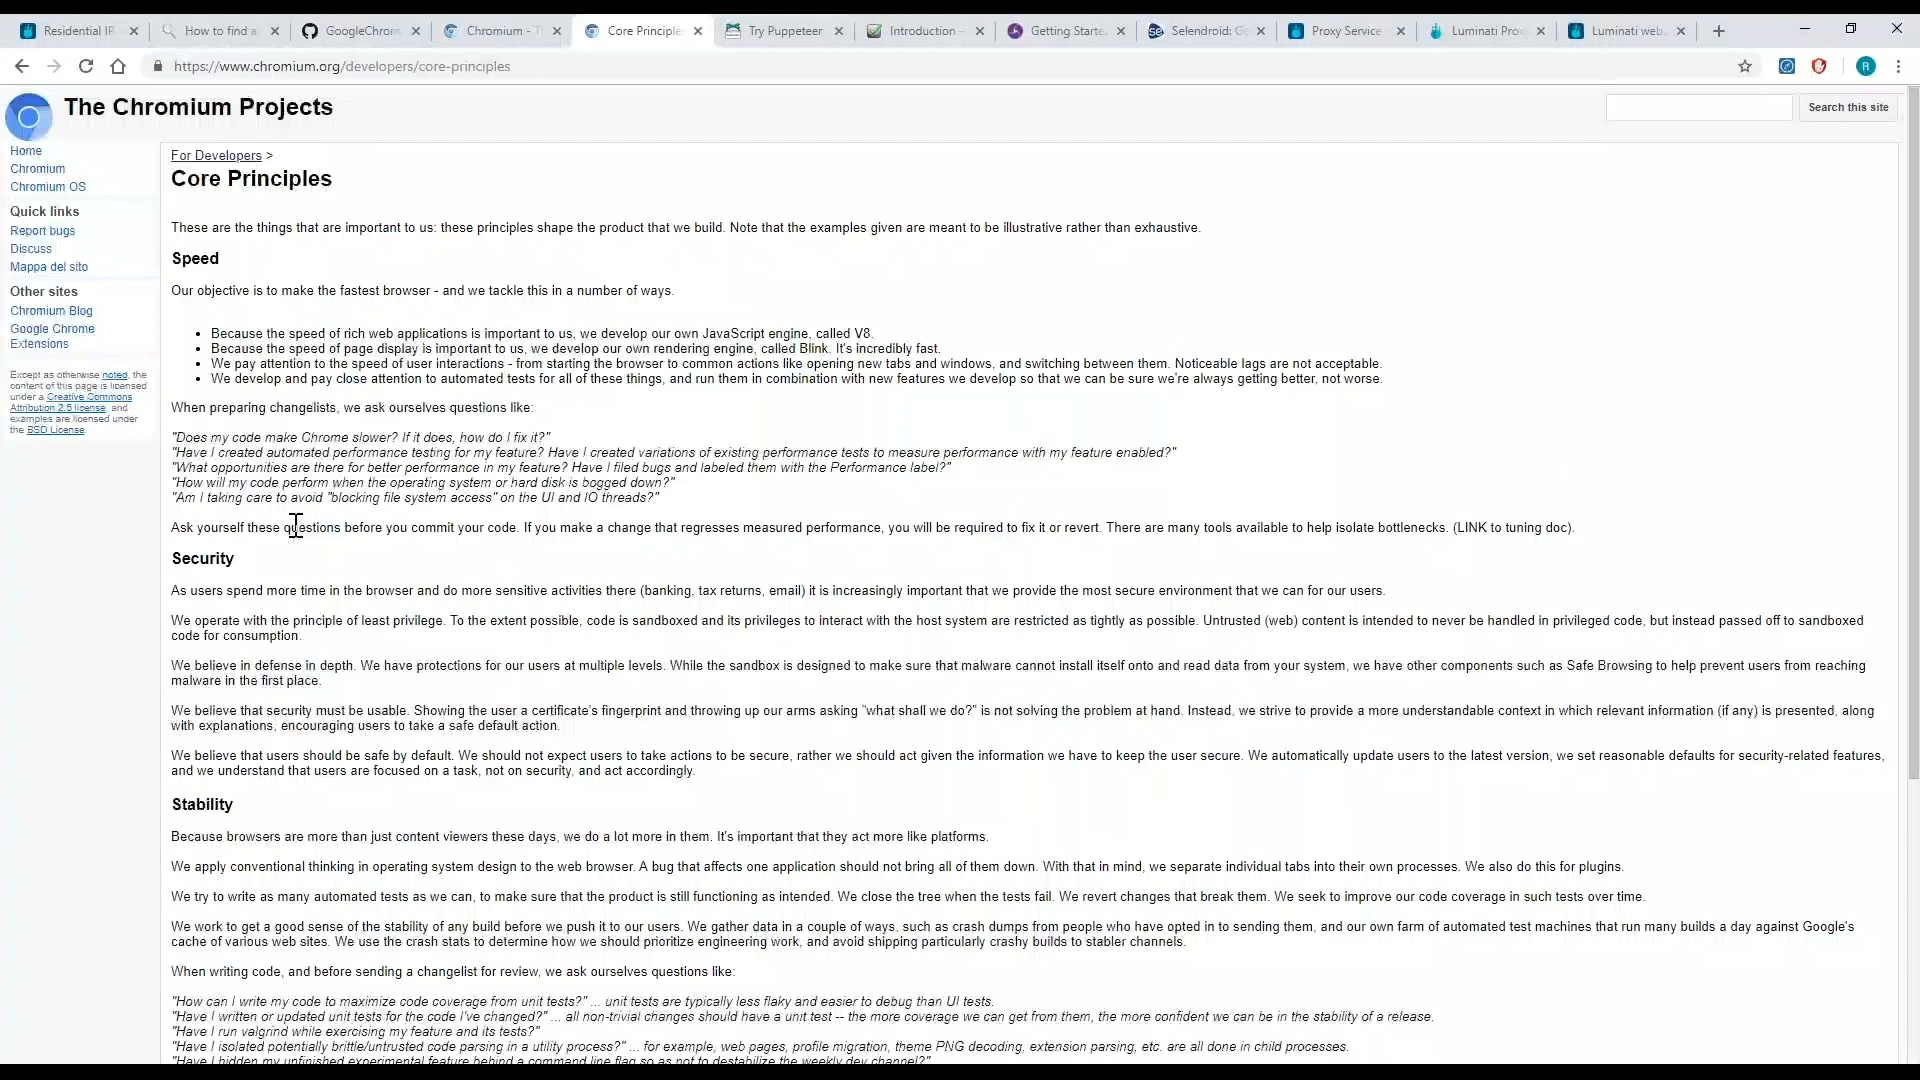 Residential IP
How to find a
GoogleChrom
Chromium - T
Core Principle
Try Puppeteer
Introduction -
Getting Starte
Selendroid: G
Proxy Service
Luminati Prox
Luminati web
https://www.chromium.org/developers/core-principles
R
The Chromium Projects
Search this site
Home
Chromium
Chromium OS
Quick links
Report bugs
Discuss
Mappa del sito
Other sites
Chromium Blog
Google Chrome
Extensions
Except as otherwise noted, the
content of this page is licensed
under a Creative Commons
Attribution 2.5 license, and
examples are licensed under
the BSD License.
For Developers >
Core Principles
These are the things that are important to us: these principles shape the product that we build. Note that the examples given are meant to be illustrative rather than exhaustive.
Speed
Our objective is to make the fastest browser - and we tackle this in a number of ways.
• Because the speed of rich web applications is important to us, we develop our own JavaScript engine, called V8.
• Because the speed of page display is important to us, we develop our own rendering engine, called Blink. It's incredibly fast.
• We pay attention to the speed of user interactions - from starting the browser to common actions like opening new tabs and windows, and switching between them. Noticeable lags are not acceptable.
• We develop and pay close attention to automated tests for all of these things, and run them in combination with new features we develop so that we can be sure we're always getting better, not worse.
When preparing changelists, we ask ourselves questions like:
"Does my code make Chrome slower? If it does, how do I fix it?"
"Have I created automated performance testing for my feature? Have I created variations of existing performance tests to measure performance with my feature enabled?"
"What opportunities are there for better performance in my feature? Have I filed bugs and labeled them with the Performance label?"
"How will my code perform when the operating system or hard disk is bogged down?"
"Am I taking care to avoid "blocking file system access" on the UI and IO threads?"
Ask yourself these questions before you commit your code. If you make a change that regresses measured performance, you will be required to fix it or revert. There are many tools available to help isolate bottlenecks. (LINK to tuning doc).
Security
As users spend more time in the browser and do more sensitive activities there (banking, tax returns, email) it is increasingly important that we provide the most secure environment that we can for our users.
We operate with the principle of least privilege. To the extent possible, code is sandboxed and its privileges to interact with the host system are restricted as tightly as possible. Untrusted (web) content is intended to never be handled in privileged code, but instead passed off to sandboxed
code for consumption.
We believe in defense in depth. We have protections for our users at multiple levels. While the sandbox is designed to make sure that malware cannot install itself onto and read data from your system, we have other components such as Safe Browsing to help prevent users from reaching
malware in the first place.
We believe that security must be usable. Showing the user a certificate's fingerprint and throwing up our arms asking "what shall we do?" is not solving the problem at hand. Instead, we strive to provide a more understandable context in which relevant information (if any) is presented, along
with explanations, encouraging users to take a safe default action.
We believe that users should be safe by default. We should not expect users to take actions to be secure, rather we should act given the information we have to keep the user secure. We automatically update users to the latest version, we set reasonable defaults for security-related features,
and we understand that users are focused on a task, not on security, and act accordingly.
Stability
Because browsers are more than just content viewers these days, we do a lot more in them. It's important that they act more like platforms.
We apply conventional thinking in operating system design to the web browser. A bug that affects one application should not bring all of them down. With that in mind, we separate individual tabs into their own processes. We also do this for plugins.
We try to write as many automated tests as we can, to make sure that the product is still functioning as intended. We close the tree when the tests fail. We revert changes that break them. We seek to improve our code coverage in such tests over time.
We work to get a good sense of the stability of any build before we push it to our users. We gather data in a couple of ways, such as crash dumps from people who have opted in to sending them, and our own farm of automated test machines that run many builds a day against Google's
cache of various web sites. We use the crash stats to determine how we should prioritize engineering work, and avoid shipping particularly crashy builds to stabler channels.
When writing code, and before sending a changelist for review, we ask ourselves questions like:
"How can I write my code to maximize code coverage from unit tests?" ... unit tests are typically less flaky and easier to debug than UI tests.
"Have I written or updated unit tests for the code I've changed?" ... all non-trivial changes should have a unit test -- the more coverage we can get from them, the more confident we can be in the stability of a release.
"Have I run valgrind while exercising my feature and its tests?"
"Have I isolated potentially brittle/untrusted code parsing in a utility process?" ... for example, web pages, profile migration, theme PNG decoding, extension parsing, etc. are all done in child processes.
"Have I hidden my unfinished experimental feature behind a command line flag so as not to destabilize the weekly dev channel?"